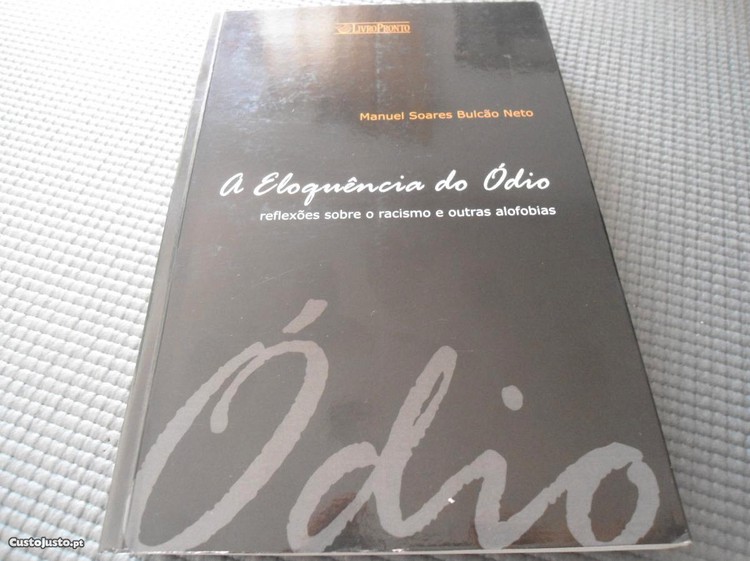 LIVROPRONTO
Manuel Soares Bulcão Neto
A Eloquência do Ódio
reflexões sobre o racismo e outras alofobias
Ódio
CustoJusto.pt